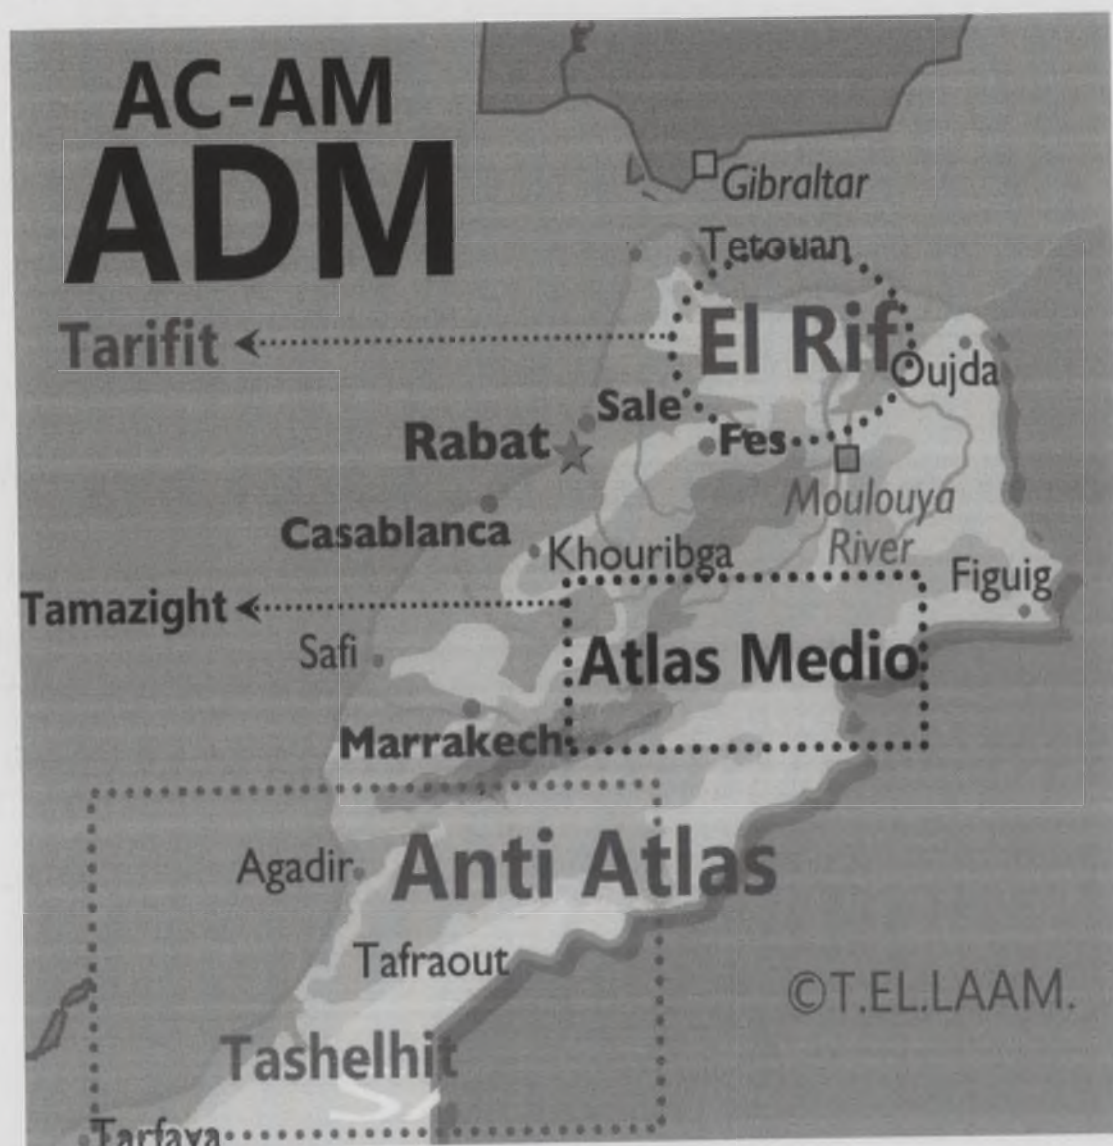 AC-AM
ADM
Gibraltar
Tetouan
Tarifit
El Rif
Oujda
Sale
Rabat
Fes
Moulouya
River
Casablanca
Khouribga
Figuig
Tamazight
Safi
Atlas Medio
Marrakech
Agadir
Anti Atlas
Tafraout
©T.EL.LAAM.
Tashelhit
Tarfaya